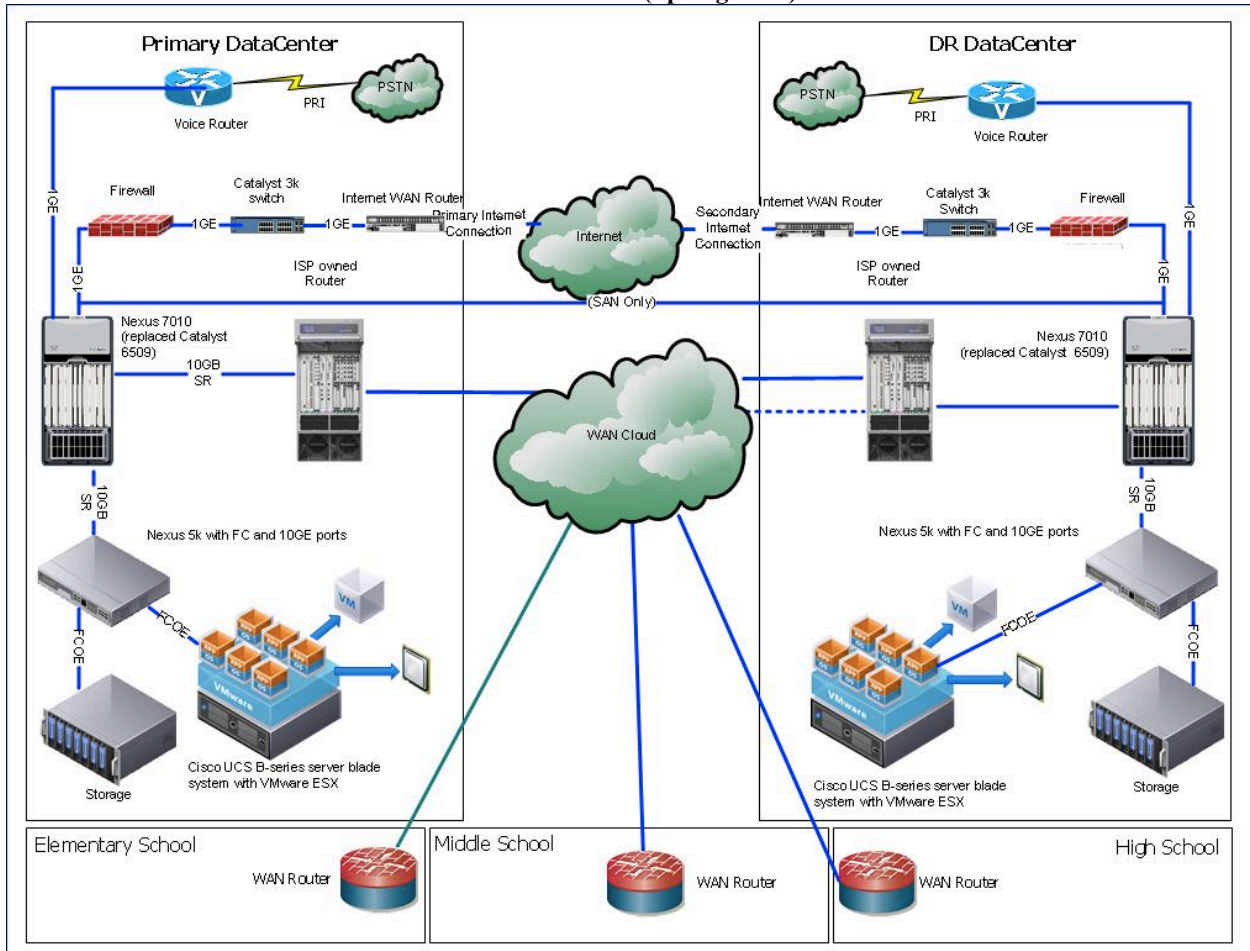 Primary DataCenter
PSTN
PRI
V
Voice Router
1GE
Firewall
Catalyst 3k
switch
Internet WAN Router
1GE
1GE
Primary Internet
Connection
1GE
ISP owned
Router
Internet
(SAN Only)
Nexus 7010
(replaced Catalyst
6509)
10GB
SR
WAN Cloud
10GB
SR
Nexus 5k with FC and 10GE ports
FCOE
FCOE
VM
APP
OS
VMware
Storage
Cisco UCS B-series server blade
system with VMware ESX
DR DataCenter
PSTN
PRI
V
Voice Router
1GE
Secondary
Internet
Connection
Internet WAN Router
Catalyst 3k
Switch
Firewall
1GE
1GE
1GE
ISP owned
Router
Nexus 7010
(replaced Catalyst 6509)
10GB
SR
Nexus 5k with FC and 10GE ports
FCOE
FCOE
VM
APP
OS
VMware
Cisco UCS B-series server blade
system with VMware ESX
Storage
Elementary School
WAN Router
Middle School
WAN Router
High School
WAN Router